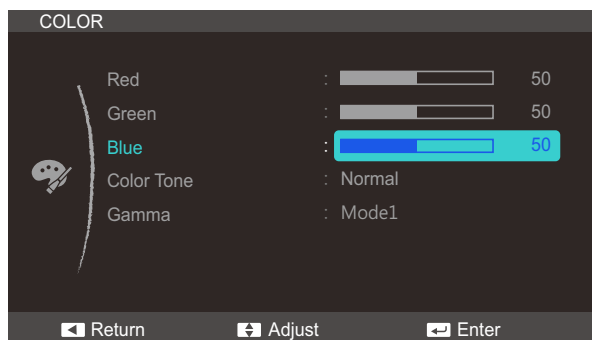 COLOR
Red : 50
Green : 50
Blue : 50
Color Tone : Normal
Gamma : Mode1
Return Adjust Enter